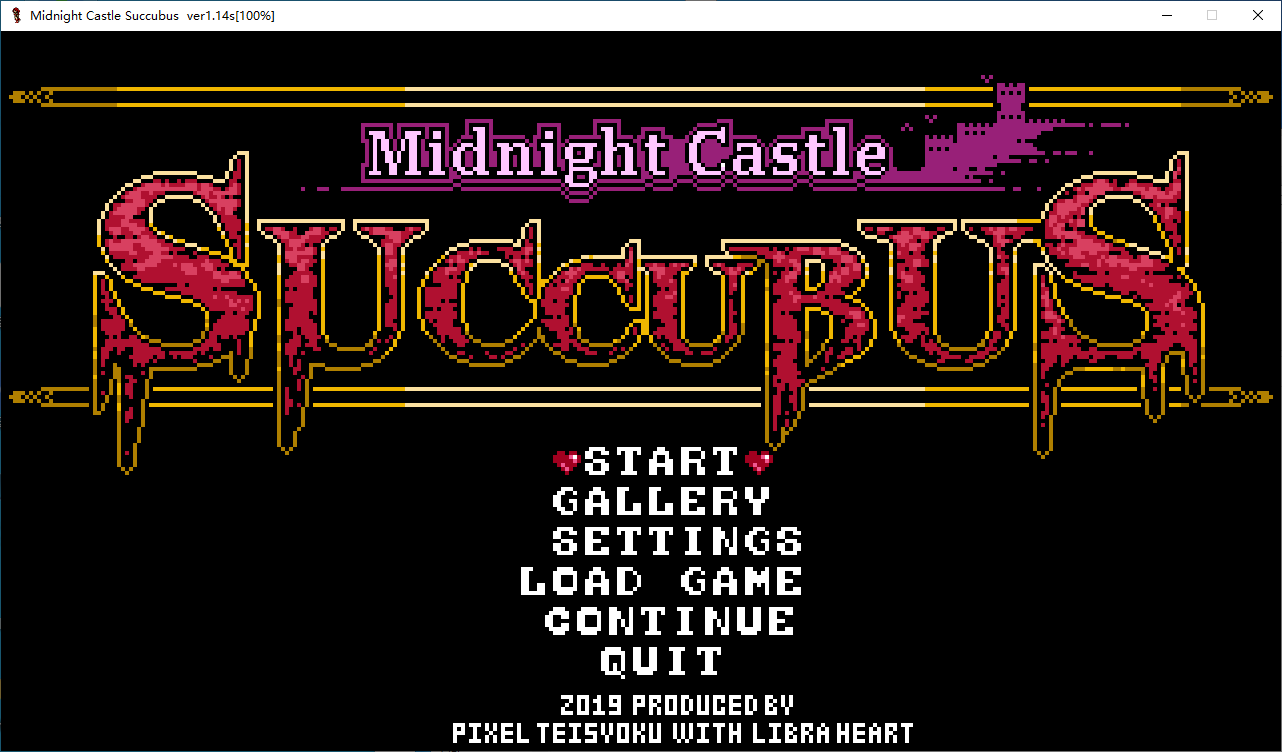 Midnight Castle Succubus ver1.14s[100%]
Midnight Castle
SUCCUBUS
START
GALLERY
SETTINGS
LOAD GAME
CONTINUE
QUIT
2019 PRODUCED BY
PIXEL TEISYOKU WITH LIBRA HEART